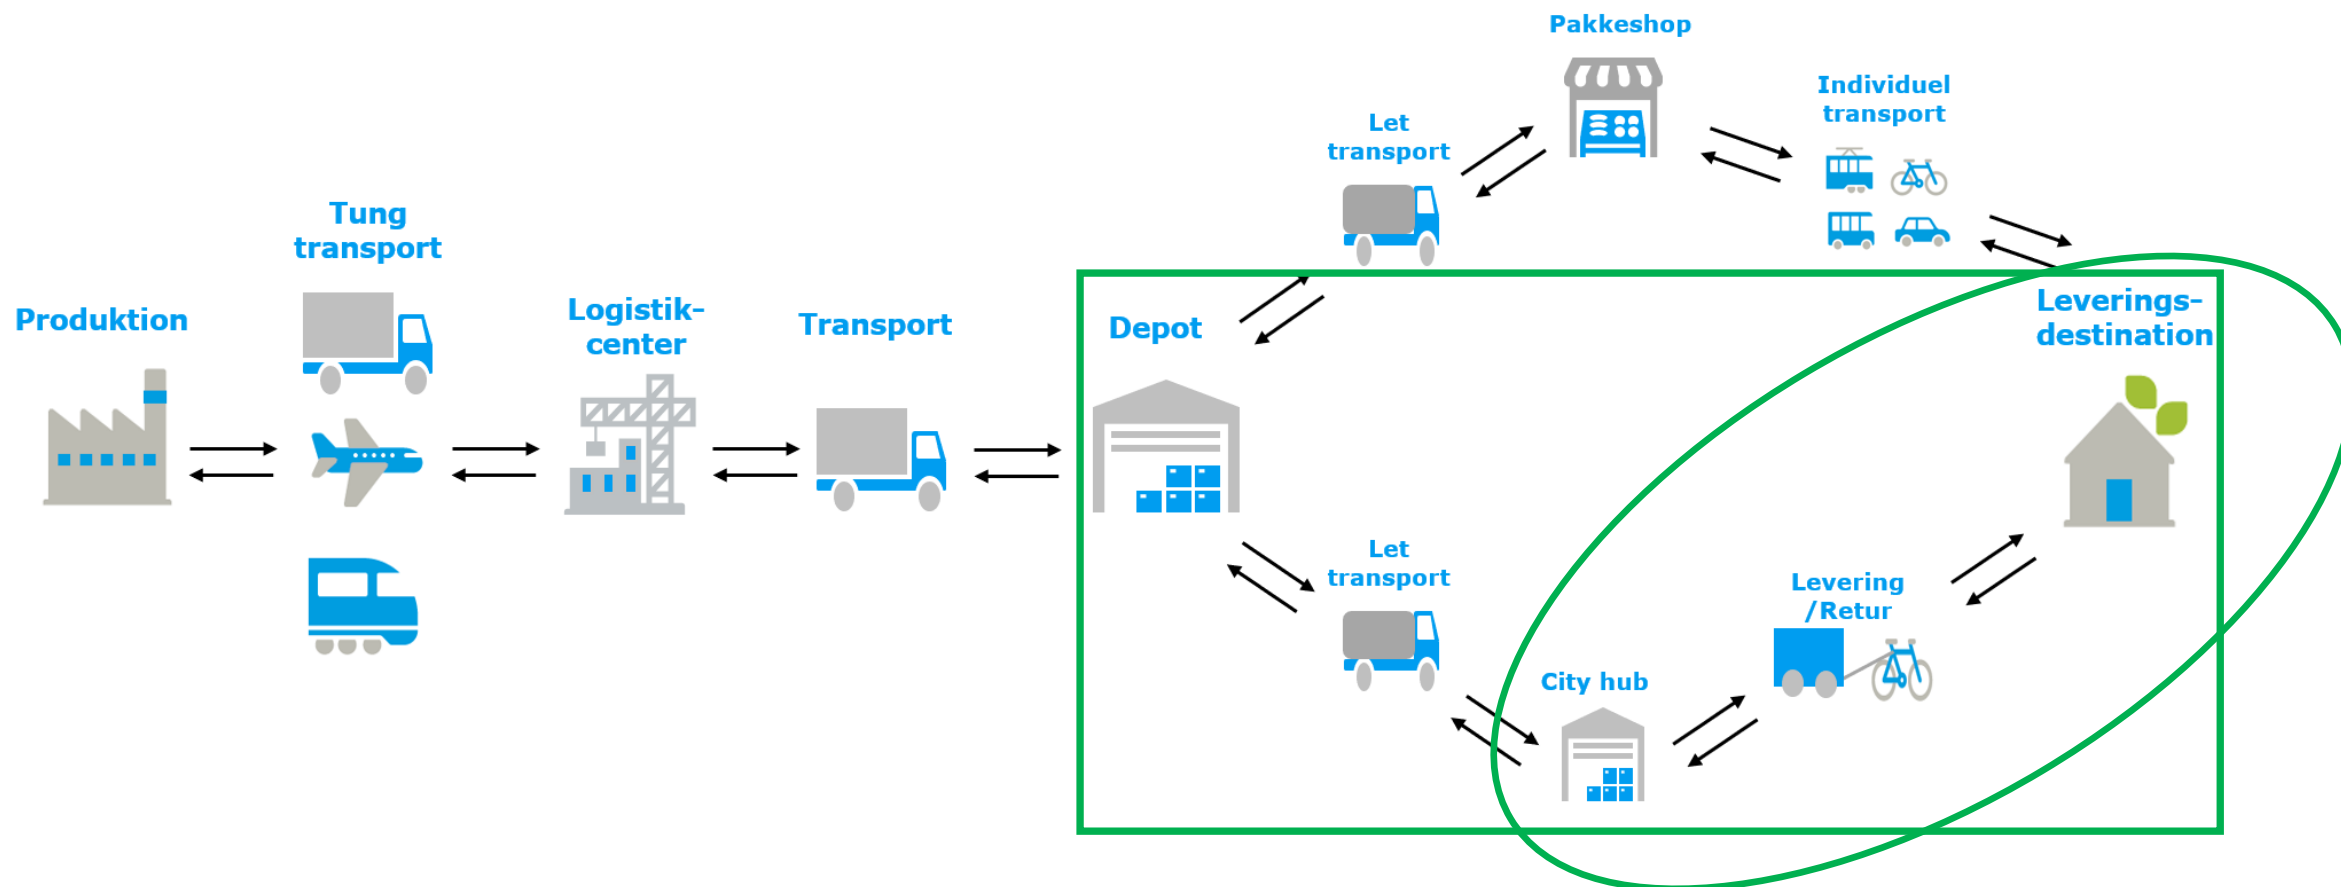 Produktion
Tung
transport
Logistik-
center
Transport
Depot
Let
transport
Pakkeshop
Individuel
transport
Let
transport
City hub
Levering
/Retur
Leverings-
destination